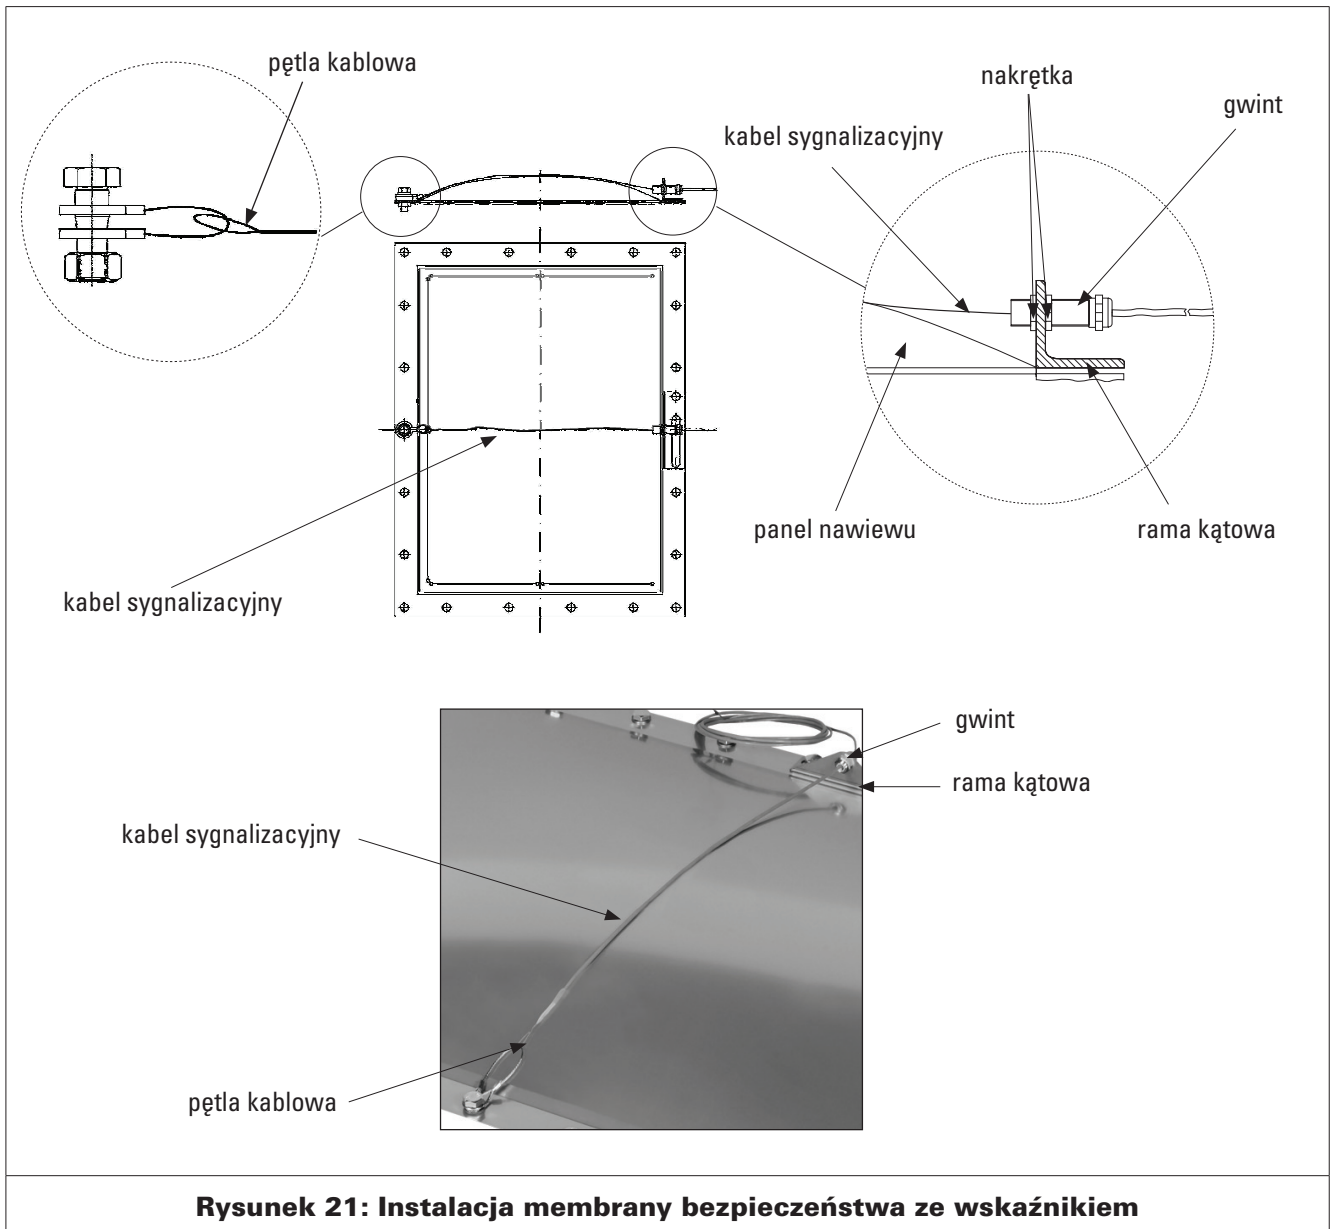 pętla kablowa
nakrętka
gwint
kabel sygnalizacyjny
panel nawiewu
rama kątowa
kabel sygnalizacyjny
gwint
rama kątowa
kabel sygnalizacyjny
pętla kablowa
Rysunek 21: Instalacja membrany bezpieczeństwa ze wskaźnikiem